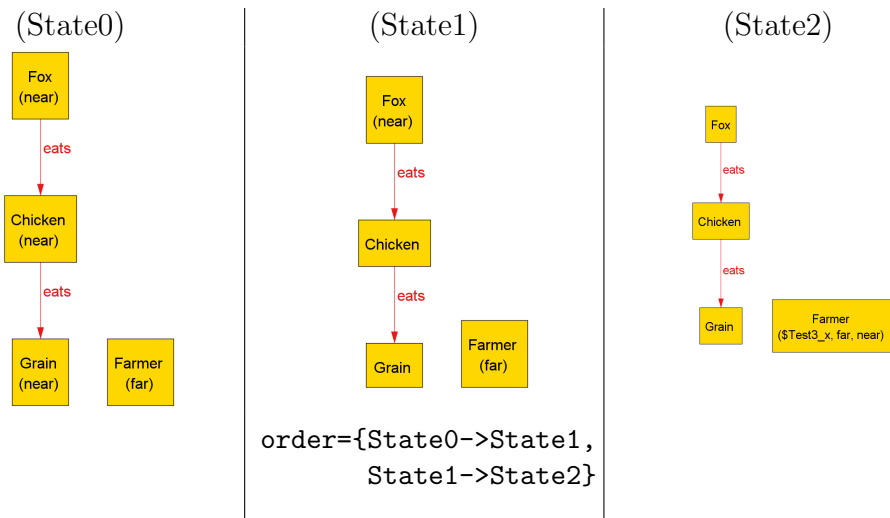 (State0)
Fox
(near)
eats
Chicken
(near)
eats
Grain
(near)
Farmer
(far)
(State1)
Fox
(near)
eats
Chicken
eats
Grain
Farmer
(far)
order={State0->State1,
State1->State2}
(State2)
Fox
eats
Chicken
eats
Grain
Farmer
($Test3_x, far, near)